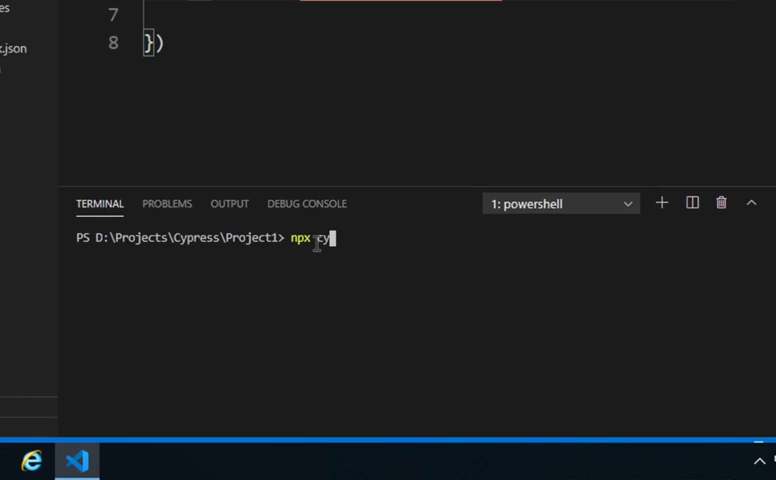 es
7
.json
8 })
TERMINAL PROBLEMS OUTPUT DEBUG CONSOLE 1: powershell
PS D:\Projects\Cypress\Project1> npx cy